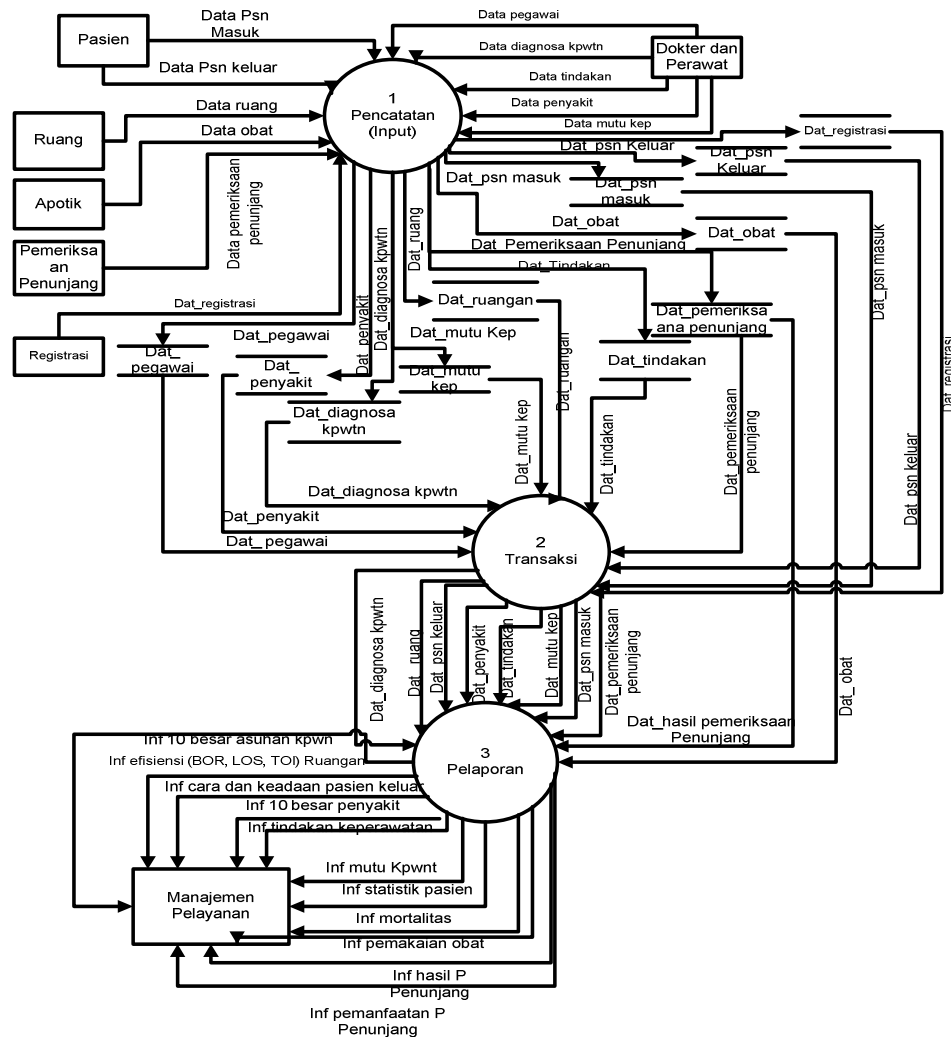 Data pegawai
Data Psn
Masuk
Pasien
Data diagnosa kpwtn
Dokter dan
Perawat
Data Psn keluar
Data tindakan
1
Pencatatan
(Input)
Data penyakit
Data ruang
Data mutu kep
Ruang
Data obat
Dat_registrasi
Dat_psn Keluar
Dat_psn
Keluar
Dat_psn masuk
Dat_psn
masuk
Apotik
Data pemeriksaan
penunjang
Dat_obat
Dat_obat
Dat_ruang
Dat_Pemeriksaan Penunjang
Pemeriksa
an
Penunjang
Dat_Tindakan
Dat_psn masuk
Dat_diagnosa kpwtn
Dat_registrasi
Dat_ruangan
Dat_pemeriksa
ana penunjang
Dat_penyakit
Dat_pegawai
Dat_mutu Kep
Registrasi
Dat_
pegawai
Dat_
penyakit
Dat_mutu
kep
Dat_ruangan
Dat_tindakan
Dat_registrasi
Dat_diagnosa
kpwtn
Dat_mutu kep
Dat_tindakan
Dat_pemeriksaan
penunjang
Dat_psn keluar
Dat_diagnosa kpwtn
Dat_penyakit
Dat_pegawai
2
Transaksi
Dat_diagnosa kpwtn
Dat_ruang
Dat_psn keluar
Dat_penyakit
Dat_tindakan
Dat_mutu kep
Dat_psn masuk
Dat_pemeriksaan
penunjang
Dat_obat
Dat_hasil pemeriksaan
Penunjang
Inf 10 besar asuhan kpwn
3
Pelaporan
Inf efisiensi (BOR, LOS, TOI) Ruangan
Inf cara dan keadaan pasien keluar
Inf 10 besar penyakit
Inf tindakan keperawatan
Inf mutu Kpwnt
Inf statistik pasien
Manajemen
Pelayanan
Inf mortalitas
Inf pemakaian obat
Inf hasil P
Penunjang
Inf pemanfaatan P
Penunjang